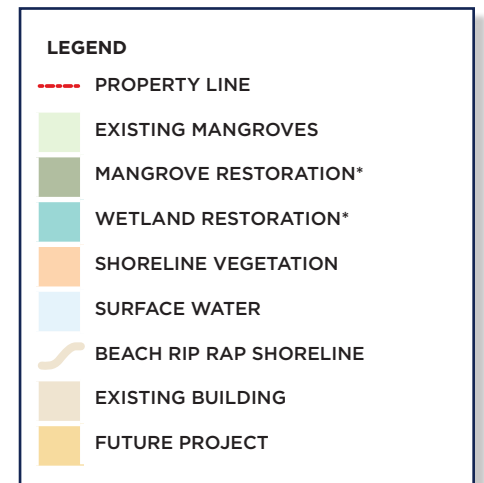 LEGEND
PROPERTY LINE
EXISTING MANGROVES
MANGROVE RESTORATION*
WETLAND RESTORATION*
SHORELINE VEGETATION
SURFACE WATER
BEACH RIP RAP SHORELINE
EXISTING BUILDING
FUTURE PROJECT